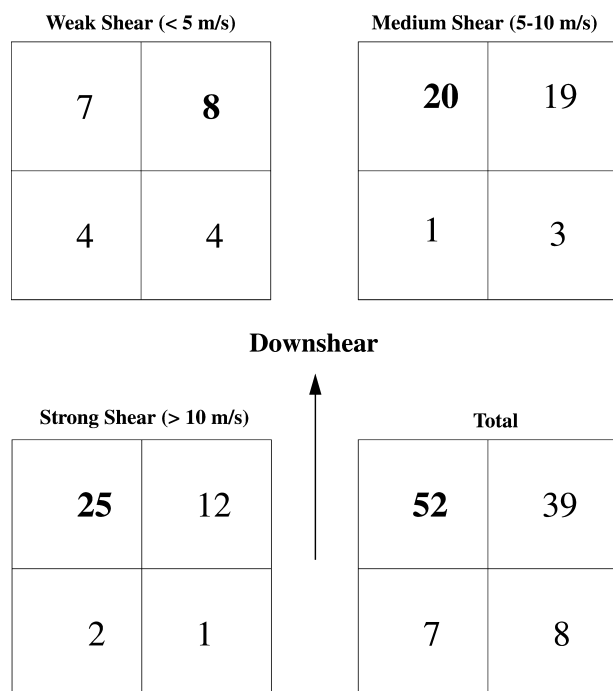 Weak Shear (< 5 m/s)
7 8
4 4
Medium Shear (5-10 m/s)
20 19
1 3
Downshear
Strong Shear (> 10 m/s)
25 12
2 1
Total
52 39
7 8